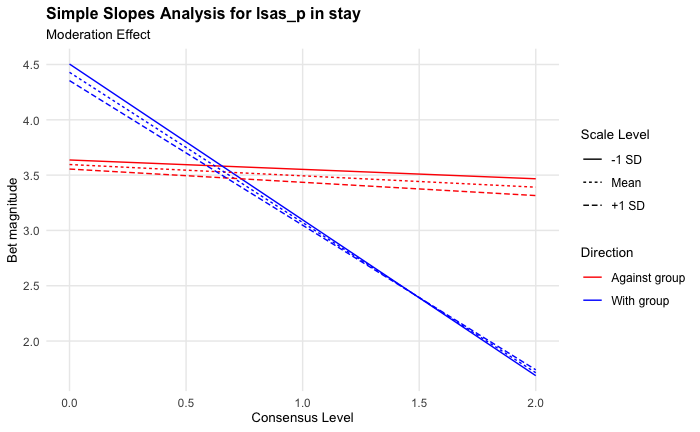 Simple Slopes Analysis for lsas_p in stay
Moderation Effect
Bet magnitude
4.5
4.0
3.5
3.0
2.5
2.0
0.0
0.5
1.0
1.5
2.0
Consensus Level
Scale Level
-1 SD
Mean
+1 SD
Direction
Against group
With group